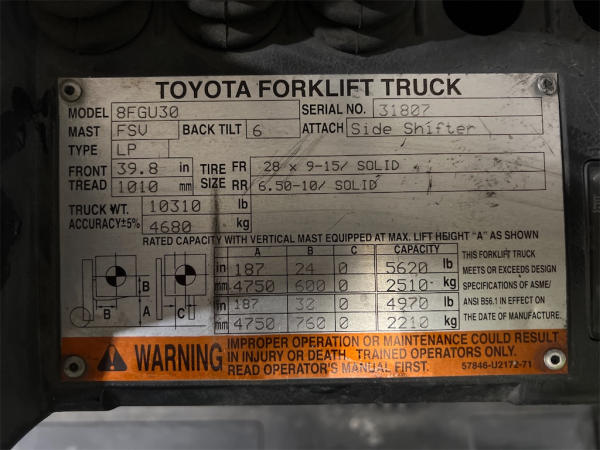 TOYOTA FORKLIFT TRUCK
MODEL 8FGU30 SERIAL NO. 31807
MAST FSV BACK TILT 6 ATTACH Side Shifter
TYPE LP
FRONT TREAD 39.8 in TIRE SIZE FR 28 x 9-15/ SOLID
1010 mm RR 6.50-10/ SOLID
TRUCK WT. 10310 lb
ACCURACY±5% 4680 kg
RATED CAPACITY WITH VERTICAL MAST EQUIPPED AT MAX. LIFT HEIGHT "A" AS SHOWN
A B C CAPACITY
in 187 24 0 5620 lb
mm 4750 600 0 2510 kg
in 187 30 0 4970 lb
mm 4750 760 0 2210 kg
B
B A C
THIS FORKLIFT TRUCK
MEETS OR EXCEEDS DESIGN
SPECIFICATIONS OF ASME/
ANSI B56.1 IN EFFECT ON
THE DATE OF MANUFACTURE.
WARNING
IMPROPER OPERATION OR MAINTENANCE COULD RESULT
IN INJURY OR DEATH. TRAINED OPERATORS ONLY.
READ OPERATOR'S MANUAL FIRST.
57846-U2172-71